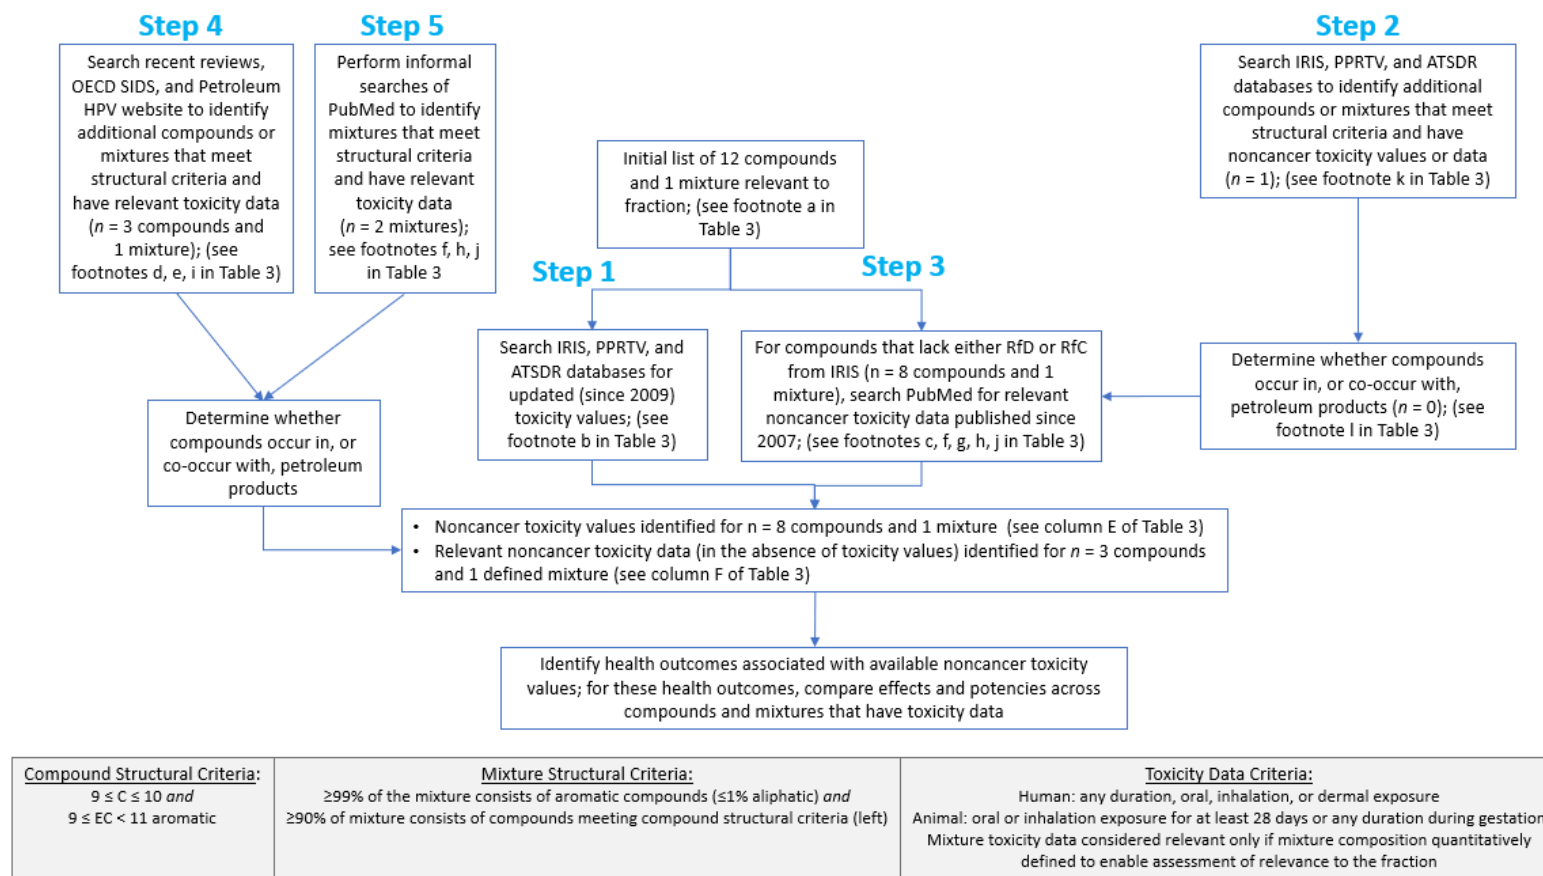 Step 4
Search recent reviews,
OECD SIDS, and Petroleum
HPV website to identify
additional compounds or
mixtures that meet
structural criteria and
have relevant toxicity data
(n = 3 compounds and
1 mixture); (see
footnotes d, e, i in Table 3)
Step 5
Perform informal
searches of
PubMed to identify
mixtures that meet
structural criteria
and have relevant
toxicity data
(n = 2 mixtures);
see footnotes f, h, j
in Table 3
Initial list of 12 compounds
and 1 mixture relevant to
fraction; (see footnote a in
Table 3)
Step 2
Search IRIS, PPRTV, and ATSDR
databases to identify additional
compounds or mixtures that meet
structural criteria and have
noncancer toxicity values or data
(n = 1); (see footnote k in Table 3)
Step 1
Search IRIS, PPRTV, and
ATSDR databases for
updated (since 2009)
toxicity values; (see
footnote b in Table 3)
Step 3
For compounds that lack either RfD or RfC
from IRIS (n = 8 compounds and 1
mixture), search PubMed for relevant
noncancer toxicity data published since
2007; (see footnotes c, f, g, h, j in Table 3)
Determine whether compounds
occur in, or co-occur with,
petroleum products (n = 0); (see
footnote l in Table 3)
Determine whether
compounds occur in, or
co-occur with, petroleum
products
• Noncancer toxicity values identified for n = 8 compounds and 1 mixture (see column E of Table 3)
• Relevant noncancer toxicity data (in the absence of toxicity values) identified for n = 3 compounds
and 1 defined mixture (see column F of Table 3)
Identify health outcomes associated with available noncancer toxicity
values; for these health outcomes, compare effects and potencies across
compounds and mixtures that have toxicity data
Compound Structural Criteria:
9 ≤ C ≤ 10 and
9 ≤ EC < 11 aromatic
Mixture Structural Criteria:
≥99% of the mixture consists of aromatic compounds (≤1% aliphatic) and
≥90% of mixture consists of compounds meeting compound structural criteria (left)
Toxicity Data Criteria:
Human: any duration, oral, inhalation, or dermal exposure
Animal: oral or inhalation exposure for at least 28 days or any duration during gestation
Mixture toxicity data considered relevant only if mixture composition quantitatively
defined to enable assessment of relevance to the fraction